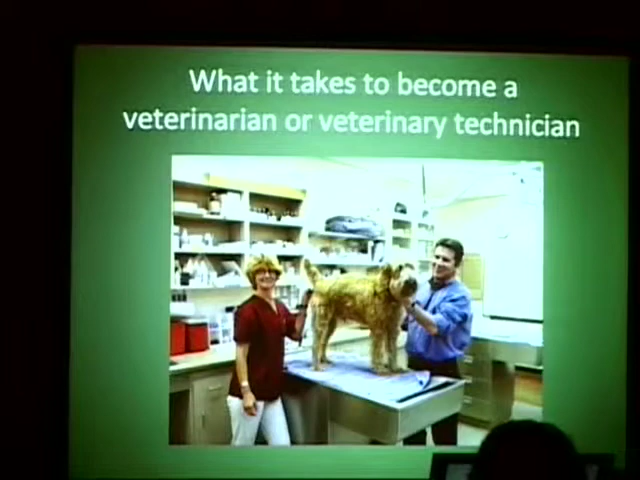 What it takes to become a
veterinarian or veterinary technician